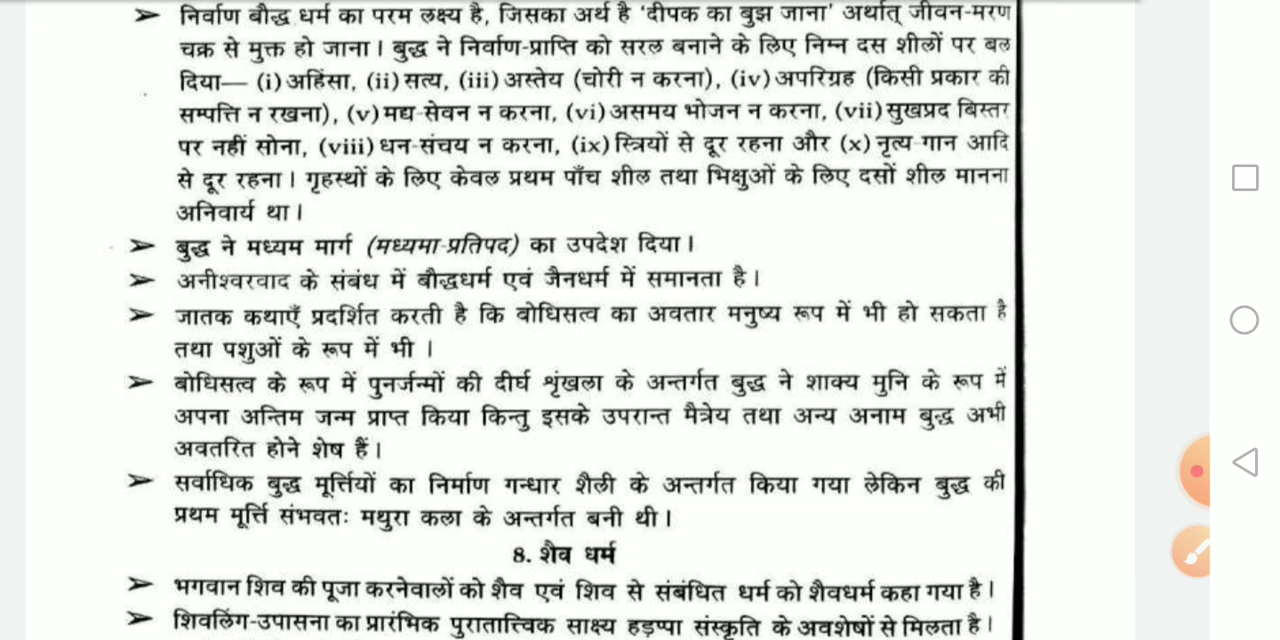 ➢ निर्वाण बौद्ध धर्म का परम लक्ष्य है, जिसका अर्थ है ‘दीपक का बुझ जाना’ अर्थात् जीवन-मरण
चक्र से मुक्त हो जाना। बुद्ध ने निर्वाण-प्राप्ति को सरल बनाने के लिए निम्न दस शीलों पर बल
दिया— (i) अहिंसा, (ii) सत्य, (iii) अस्तेय (चोरी न करना), (iv) अपरिग्रह (किसी प्रकार की
सम्पत्ति न रखना), (v) मद्य-सेवन न करना, (vi) असमय भोजन न करना, (vii) सुखप्रद बिस्तर
पर नहीं सोना, (viii) धन-संचय न करना, (ix) स्त्रियों से दूर रहना और (x) नृत्य-गान आदि
से दूर रहना। गृहस्थों के लिए केवल प्रथम पाँच शील तथा भिक्षुओं के लिए दसों शील मानना
अनिवार्य था।
➢ बुद्ध ने मध्यम मार्ग (मध्यमा-प्रतिपद) का उपदेश दिया।
➢ अनीश्वरवाद के संबंध में बौद्धधर्म एवं जैनधर्म में समानता है।
➢ जातक कथाएँ प्रदर्शित करती है कि बोधिसत्व का अवतार मनुष्य रूप में भी हो सकता है
तथा पशुओं के रूप में भी ।
➢ बोधिसत्व के रूप में पुनर्जन्मों की दीर्घ शृंखला के अन्तर्गत बुद्ध ने शाक्य मुनि के रूप में
अपना अन्तिम जन्म प्राप्त किया किन्तु इसके उपरान्त मैत्रेय तथा अन्य अनाम बुद्ध अभी
अवतरित होने शेष हैं।
➢ सर्वाधिक बुद्ध मूर्त्तियों का निर्माण गन्धार शैली के अन्तर्गत किया गया लेकिन बुद्ध की
प्रथम मूर्त्ति संभवतः मथुरा कला के अन्तर्गत बनी थी।
8. शैव धर्म
➢ भगवान शिव की पूजा करनेवालों को शैव एवं शिव से संबंधित धर्म को शैवधर्म कहा गया है।
➢ शिवलिंग-उपासना का प्रारंभिक पुरातात्त्विक साक्ष्य हड़प्पा संस्कृति के अवशेषों से मिलता है।